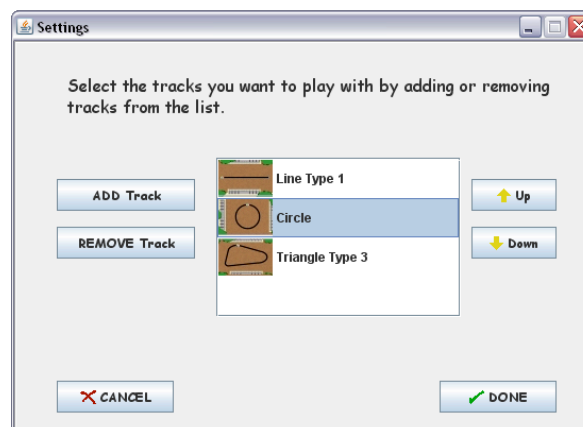 Settings
Select the tracks you want to play with by adding or removing
tracks from the list.
ADD Track
REMOVE Track
Line Type 1
Circle
Triangle Type 3
Up
Down
CANCEL
DONE